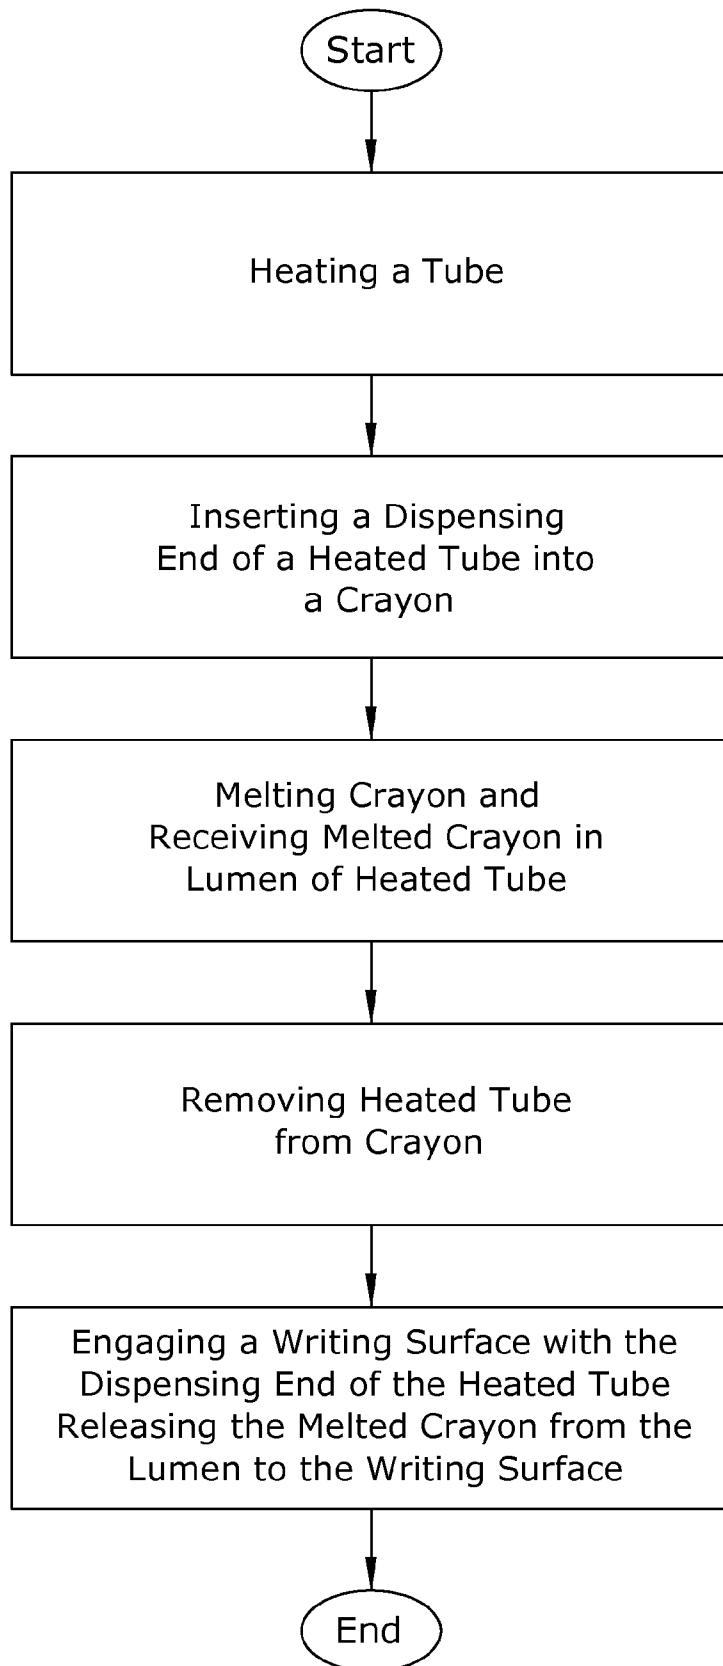 Start
Heating a Tube
Inserting a Dispensing
End of a Heated Tube into
a Crayon
Melting Crayon and
Receiving Melted Crayon in
Lumen of Heated Tube
Removing Heated Tube
from Crayon
Engaging a Writing Surface with the
Dispensing End of the Heated Tube
Releasing the Melted Crayon from the
Lumen to the Writing Surface
End